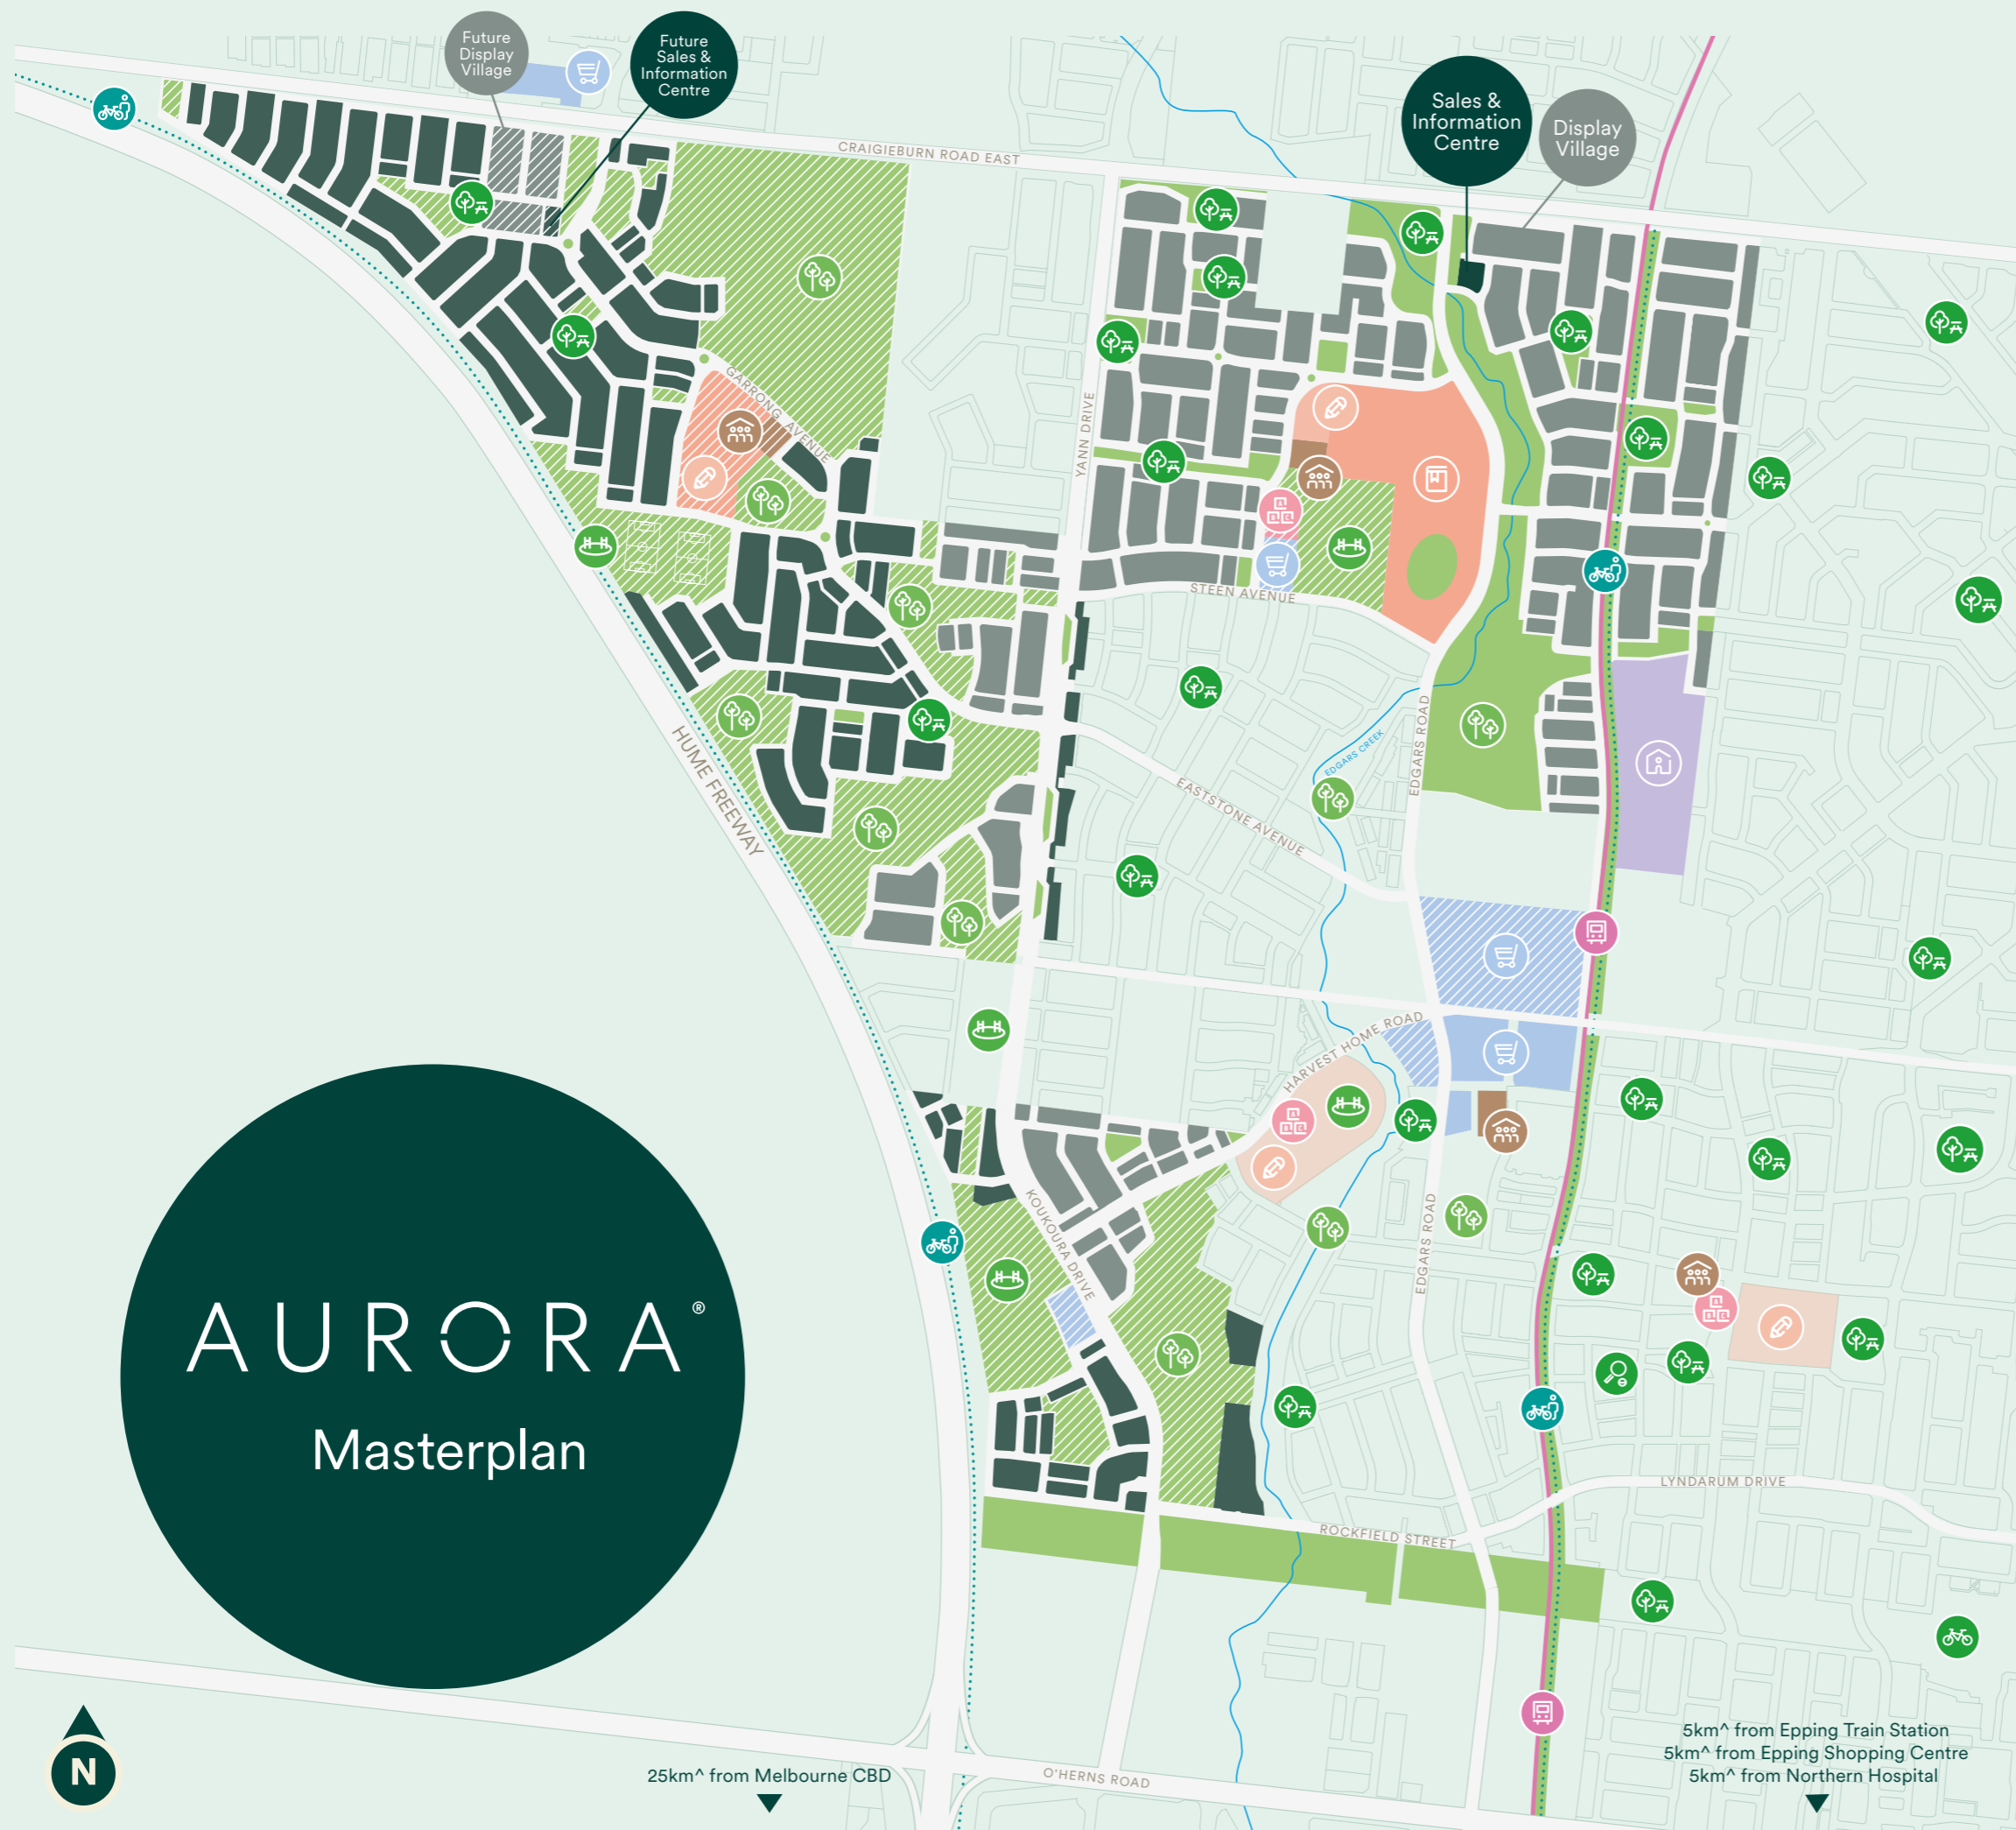 Future
Display
Village
Future
Sales &
Information
Centre
Sales &
Information
Centre
Display
Village
CRAIGIEBURN ROAD EAST
GARRONG AVENUE
YANN DRIVE
STEEN AVENUE
HUME FREEWAY
EDGARS ROAD
EDGARS CREEK
EASTSTONE AVENUE
HARVEST HOME ROAD
KOUKOURA DRIVE
EDGARS ROAD
AURORA®
Masterplan
LYNDARUM DRIVE
ROCKFIELD STREET
N
25km^ from Melbourne CBD
O'HERNS ROAD
5km^ from Epping Train Station
5km^ from Epping Shopping Centre
5km^ from Northern Hospital